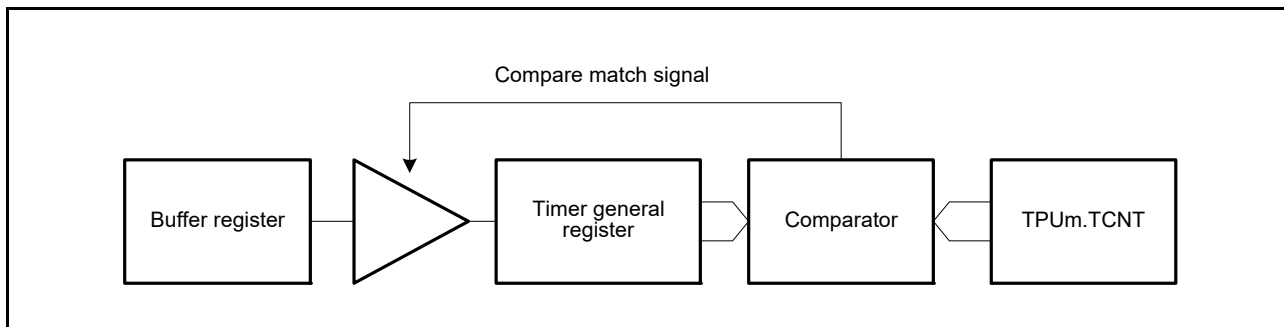 Compare match signal
Buffer register
Timer general
register
Comparator
TPUm.TCNT